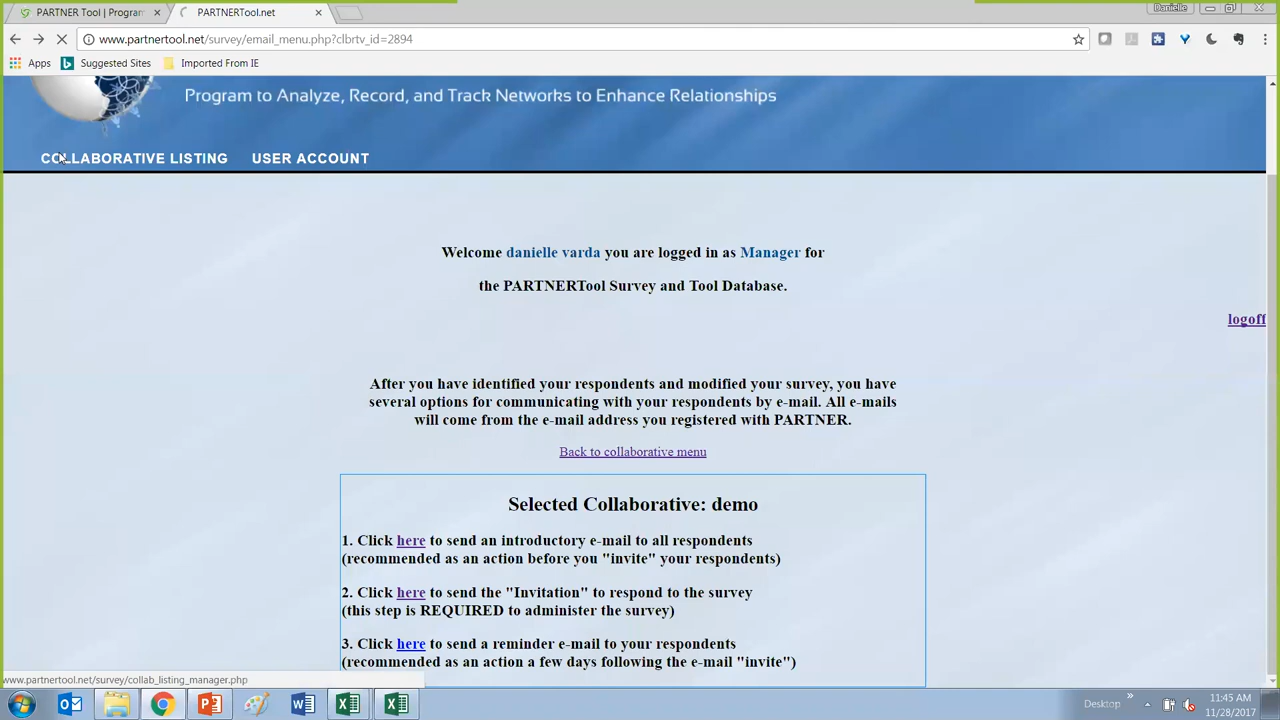 PARTNER Tool | Program
PARTNERTool.net
Danielle
www.partnertool.net/survey/email_menu.php?clbrtv_id=2894
Apps
Suggested Sites
Imported From IE
Program to Analyze, Record, and Track Networks to Enhance Relationships
COLLABORATIVE LISTING USER ACCOUNT
Welcome danielle varda you are logged in as Manager for
the PARTNERTool Survey and Tool Database.
logoff
After you have identified your respondents and modified your survey, you have
several options for communicating with your respondents by e-mail. All e-mails
will come from the e-mail address you registered with PARTNER.
Back to collaborative menu
Selected Collaborative: demo
1. Click here to send an introductory e-mail to all respondents
(recommended as an action before you "invite" your respondents)
2. Click here to send the "Invitation" to respond to the survey
(this step is REQUIRED to administer the survey)
3. Click here to send a reminder e-mail to your respondents
(recommended as an action a few days following the e-mail "invite")
www.partnertool.net/survey/collab_listing_manager.php
Desktop
11:45 AM
11/28/2017